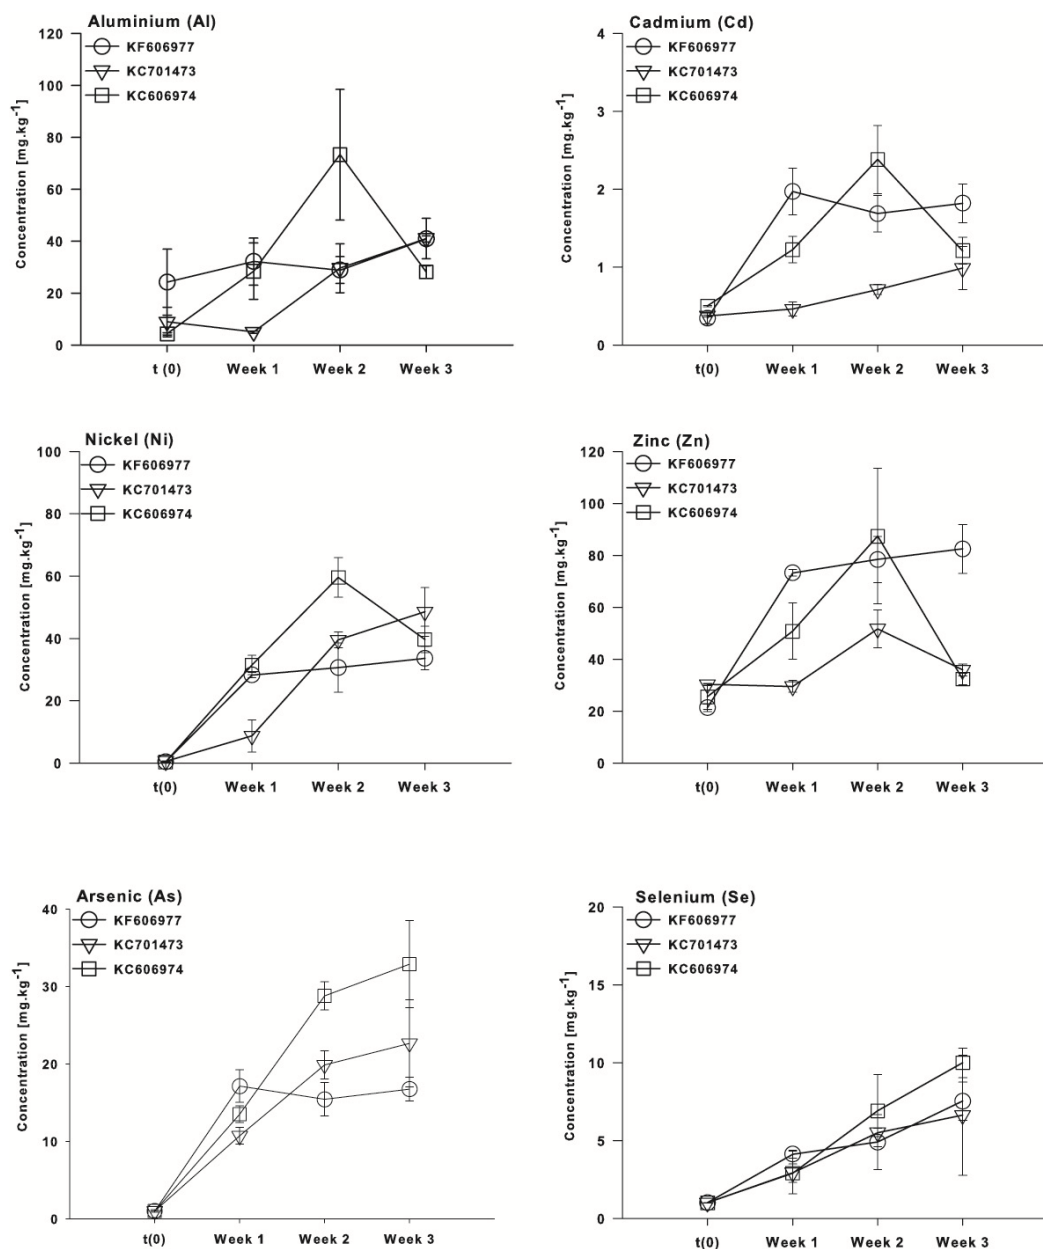 Aluminium (Al)
KF606977
KC701473
KC606974
Concentration [mg.kg-1]
120
100
80
60
40
20
0
t (0) Week 1 Week 2 Week 3
Cadmium (Cd)
KF606977
KC701473
KC606974
Concentration [mg.kg-1]
4
3
2
1
0
t(0) Week 1 Week 2 Week 3
Nickel (Ni)
KF606977
KC701473
KC606974
Concentration [mg.kg-1]
100
80
60
40
20
0
t(0) Week 1 Week 2 Week 3
Zinc (Zn)
KF606977
KC701473
KC606974
Concentration [mg.kg-1]
120
100
80
60
40
20
0
t(0) Week 1 Week 2 Week 3
Arsenic (As)
KF606977
KC701473
KC606974
Concentration [mg.kg-1]
40
30
20
10
0
t(0) Week 1 Week 2 Week 3
Selenium (Se)
KF606977
KC701473
KC606974
Concentration [mg.kg-1]
20
15
10
5
0
t(0) Week 1 Week 2 Week 3